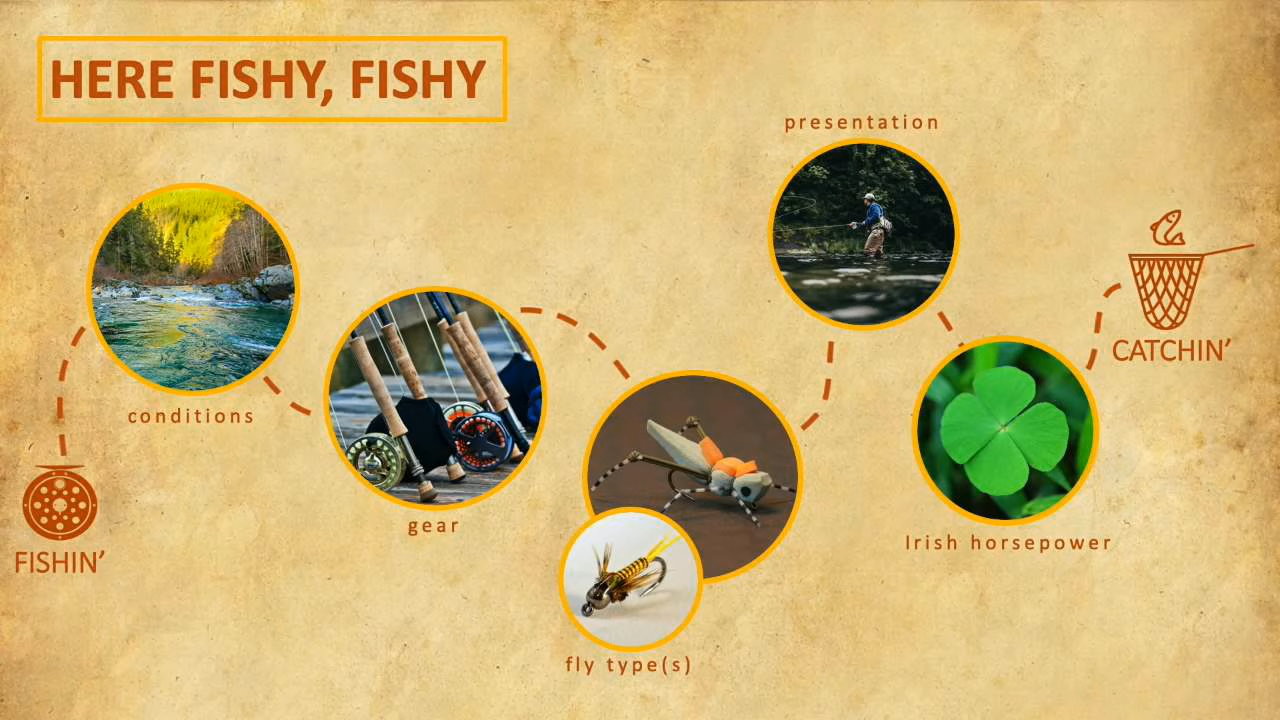 HERE FISHY, FISHY
presentation
conditions
gear
fly type(s)
Irish horsepower
FISHIN’
CATCHIN’